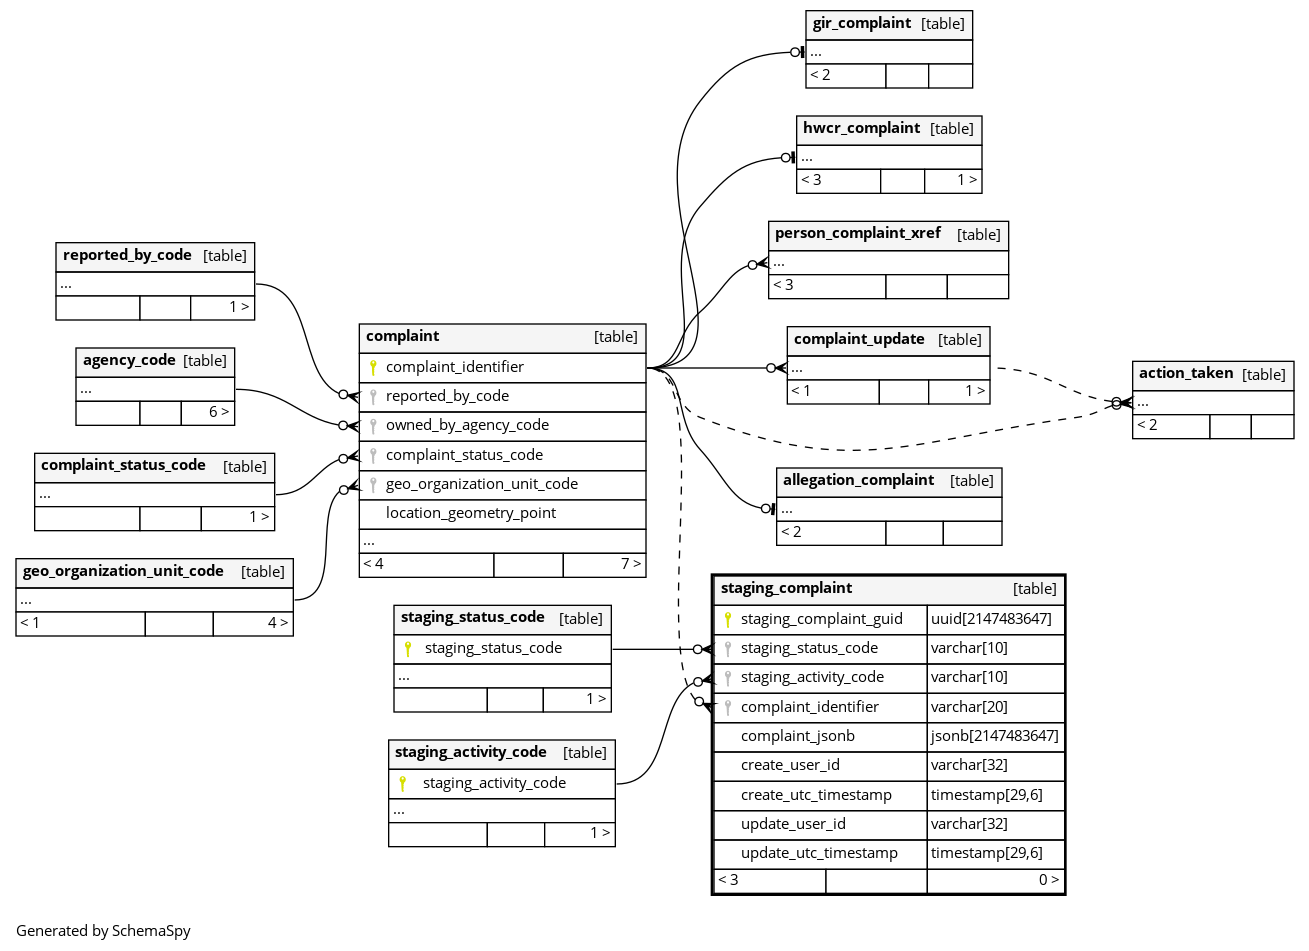 gir_complaint [table]
...
< 2
hwcr_complaint [table]
...
< 3 1 >
person_complaint_xref [table]
...
< 3
reported_by_code [table]
...
1 >
complaint [table]
complaint_identifier
reported_by_code
owned_by_agency_code
complaint_status_code
geo_organization_unit_code
location_geometry_point
...
< 4 7 >
complaint_update [table]
...
< 1 1 >
agency_code [table]
...
6 >
action_taken [table]
...
< 2
complaint_status_code [table]
...
1 >
allegation_complaint [table]
...
< 2
geo_organization_unit_code [table]
...
< 1 4 >
staging_complaint [table]
staging_complaint_guid uuid[2147483647]
staging_status_code varchar[10]
staging_activity_code varchar[10]
complaint_identifier varchar[20]
complaint_jsonb jsonb[2147483647]
create_user_id varchar[32]
create_utc_timestamp timestamp[29,6]
update_user_id varchar[32]
update_utc_timestamp timestamp[29,6]
< 3 0 >
staging_status_code [table]
staging_status_code
...
1 >
staging_activity_code [table]
staging_activity_code
...
1 >
Generated by SchemaSpy